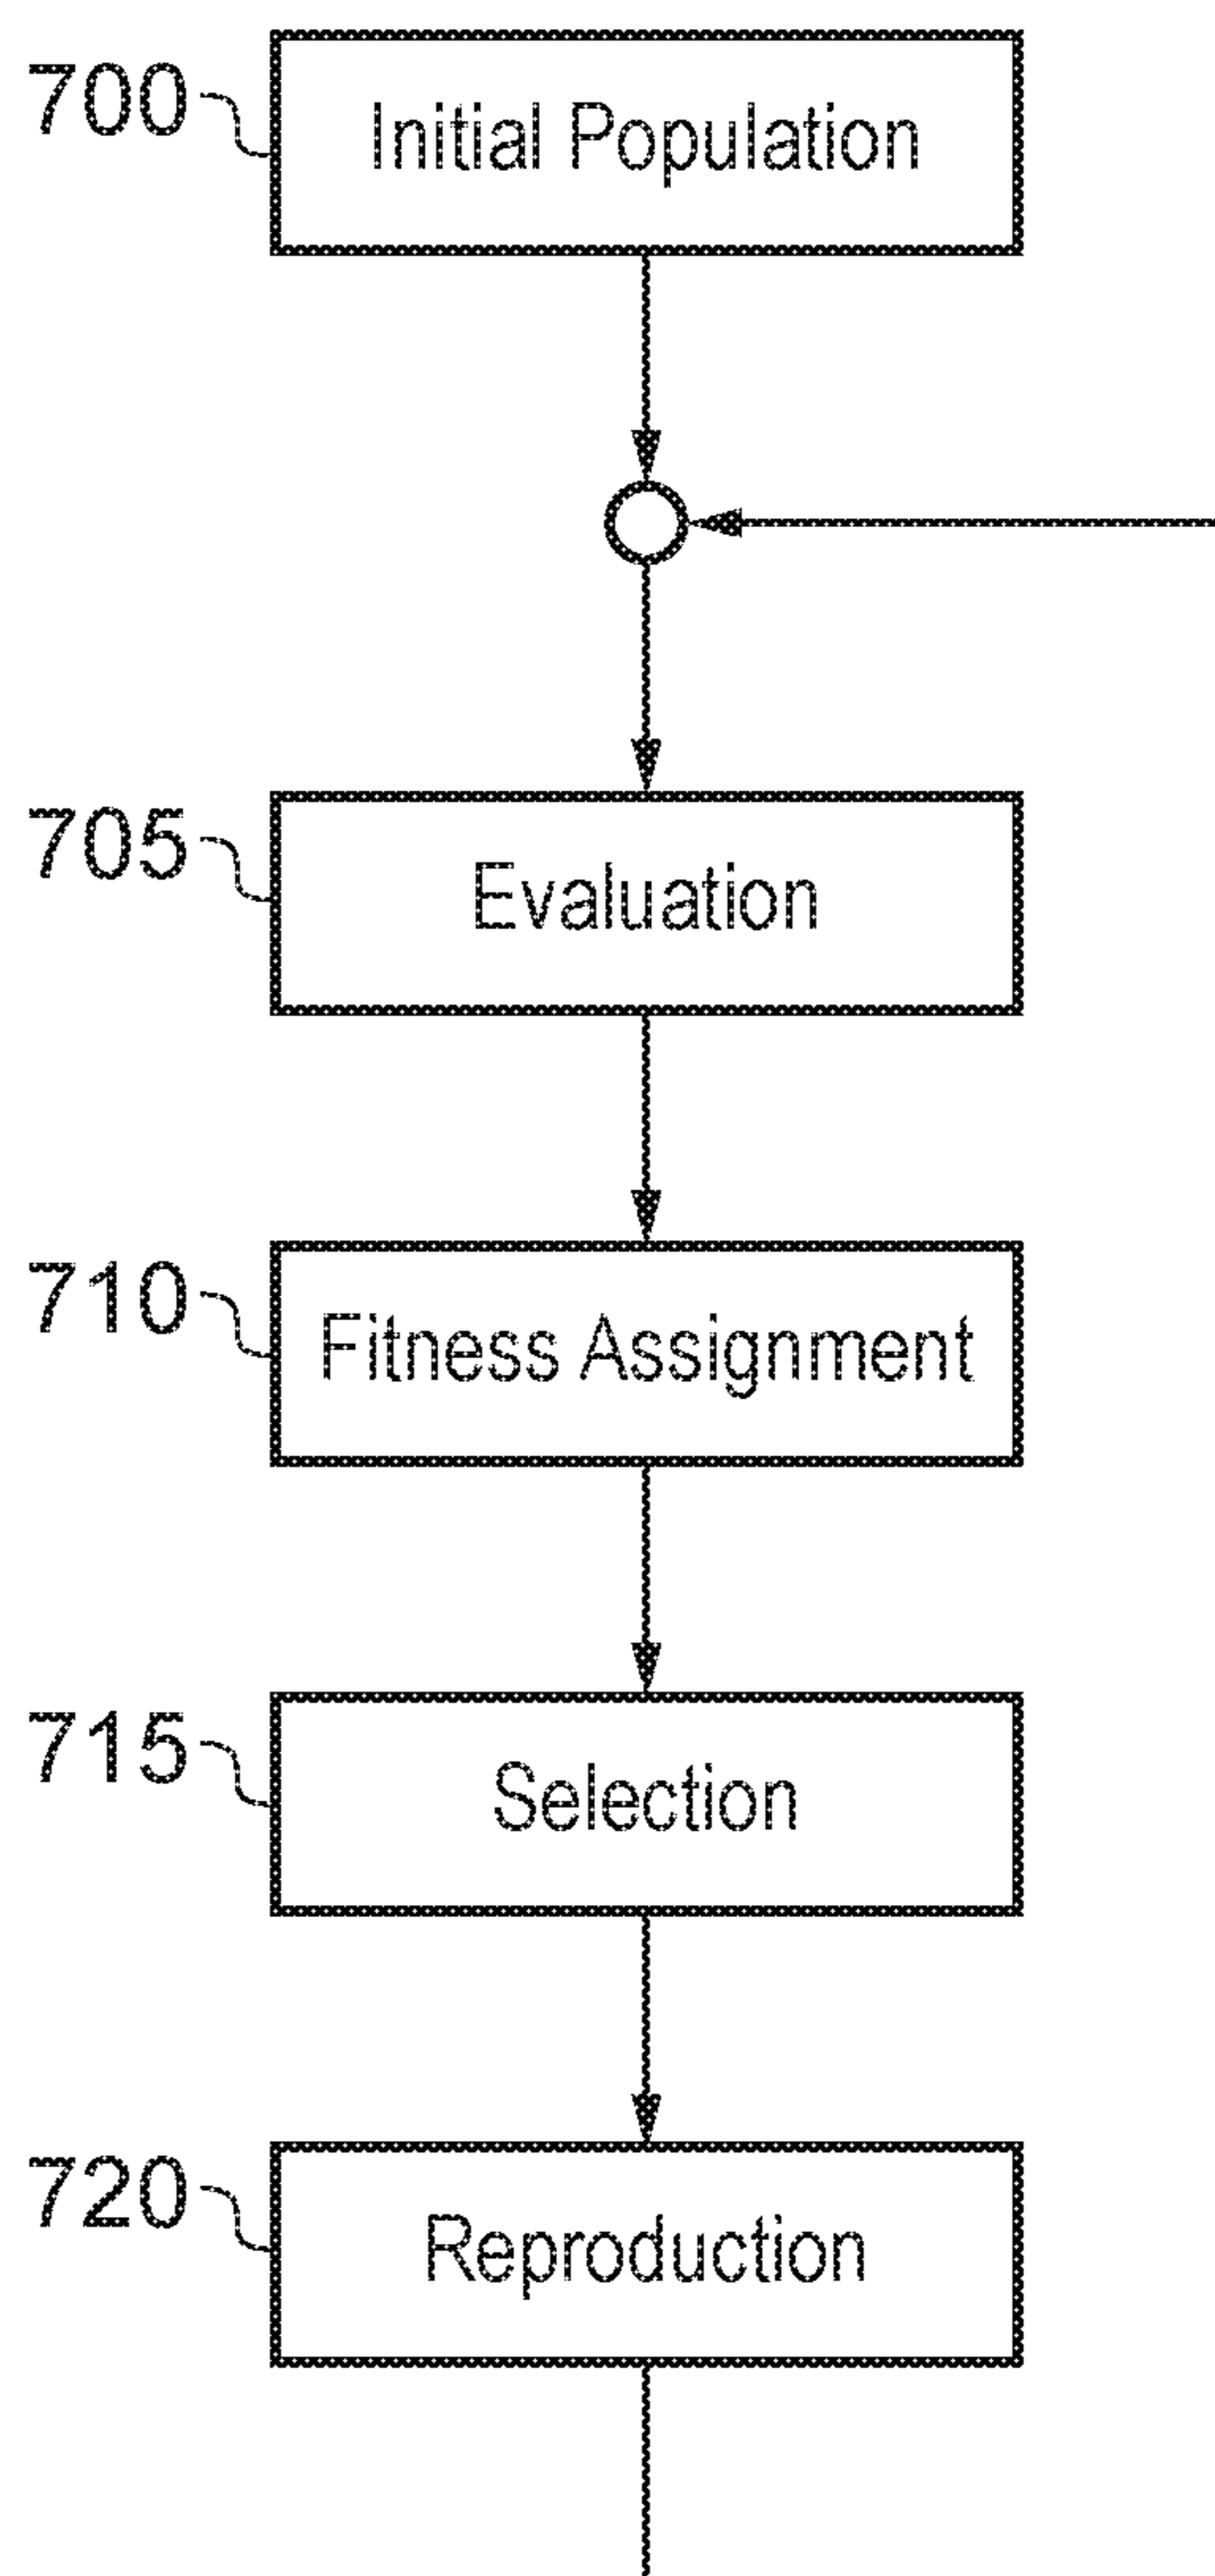 700
Initial Population
705
Evaluation
710
Fitness Assignment
715
Selection
720
Reproduction